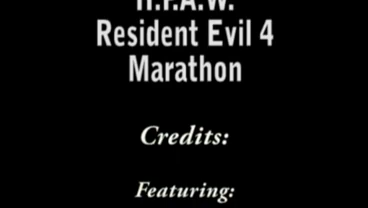 H.P.A.W.
Resident Evil 4
Marathon
Credits:
Featuring: